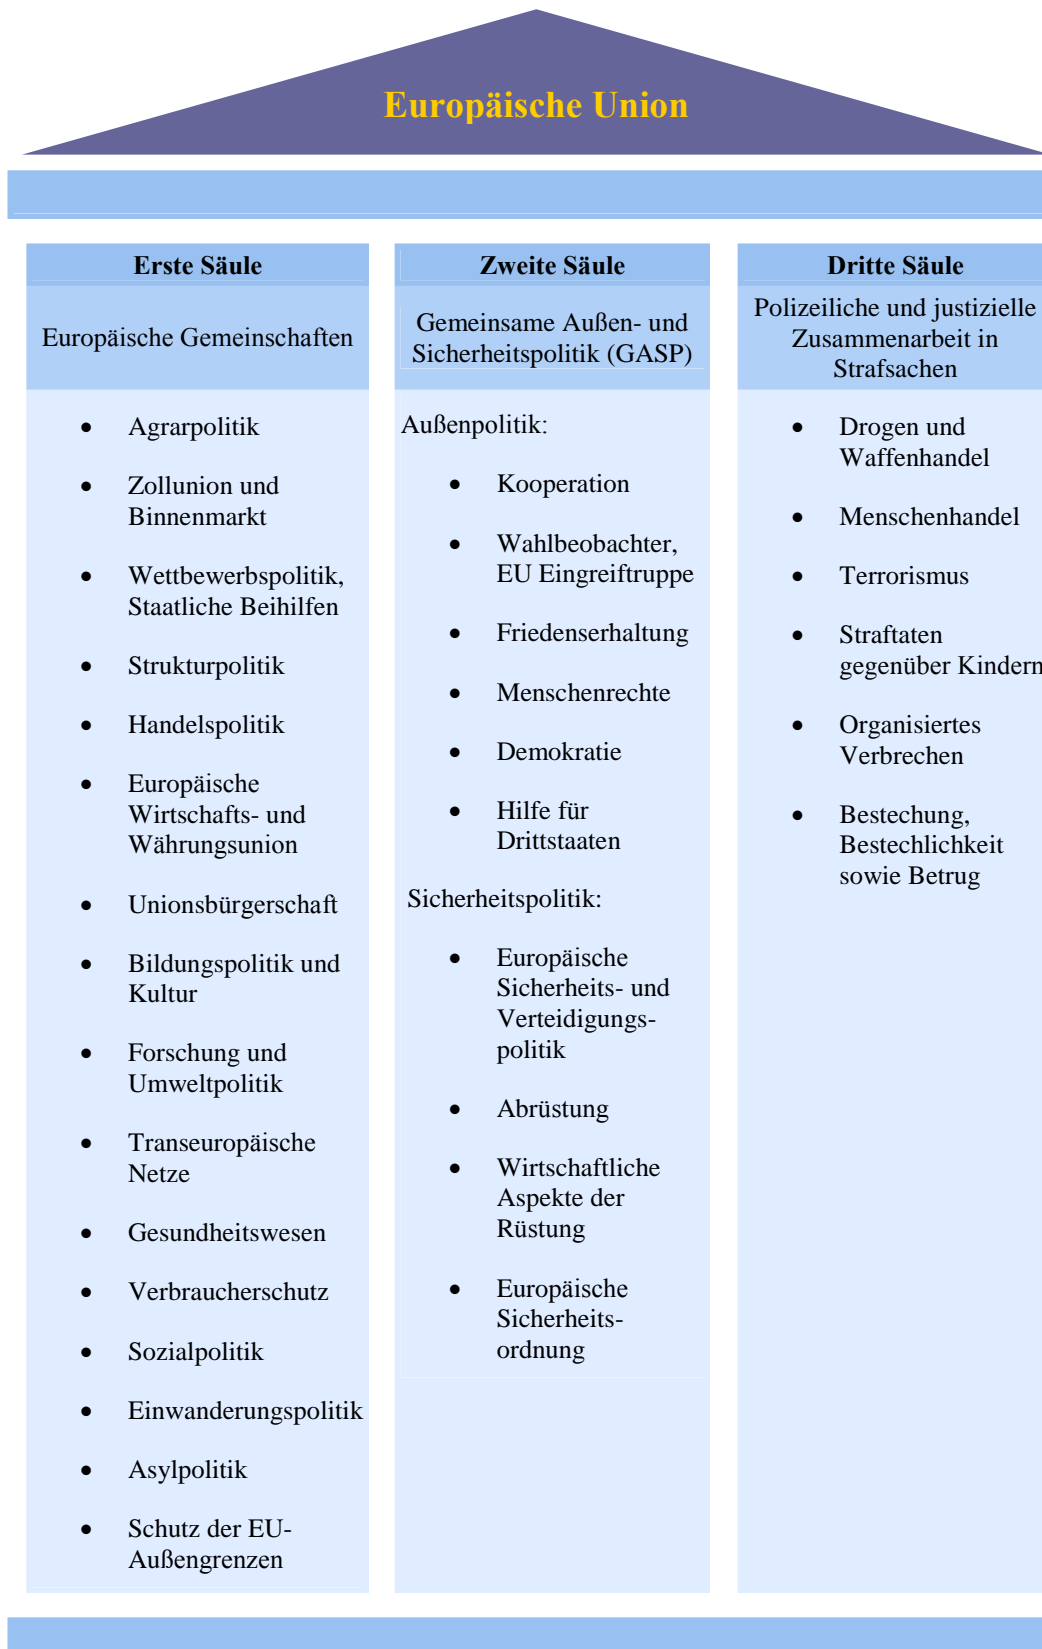 Europäische Union
Erste Säule
Europäische Gemeinschaften
Agrarpolitik
Zollunion und
Binnenmarkt
Wettbewerbspolitik,
Staatliche Beihilfen
Strukturpolitik
Handelspolitik
Europäische
Wirtschafts- und
Währungsunion
Unionsbürgerschaft
Bildungspolitik und
Kultur
Forschung und
Umweltpolitik
Transeuropäische
Netze
Gesundheitswesen
Verbraucherschutz
Sozialpolitik
Einwanderungspolitik
Asylpolitik
Schutz der EU-
Außengrenzen
Zweite Säule
Gemeinsame Außen- und
Sicherheitspolitik (GASP)
Außenpolitik:
Kooperation
Wahlbeobachter,
EU Eingreiftruppe
Friedenserhaltung
Menschenrechte
Demokratie
Hilfe für
Drittstaaten
Sicherheitspolitik:
Europäische
Sicherheits- und
Verteidigungs-
politik
Abrüstung
Wirtschaftliche
Aspekte der
Rüstung
Europäische
Sicherheits-
ordnung
Dritte Säule
Polizeiliche und justizielle
Zusammenarbeit in
Strafsachen
Drogen und
Waffenhandel
Menschenhandel
Terrorismus
Straftaten
gegenüber Kindern
Organisiertes
Verbrechen
Bestechung,
Bestechlichkeit
sowie Betrug